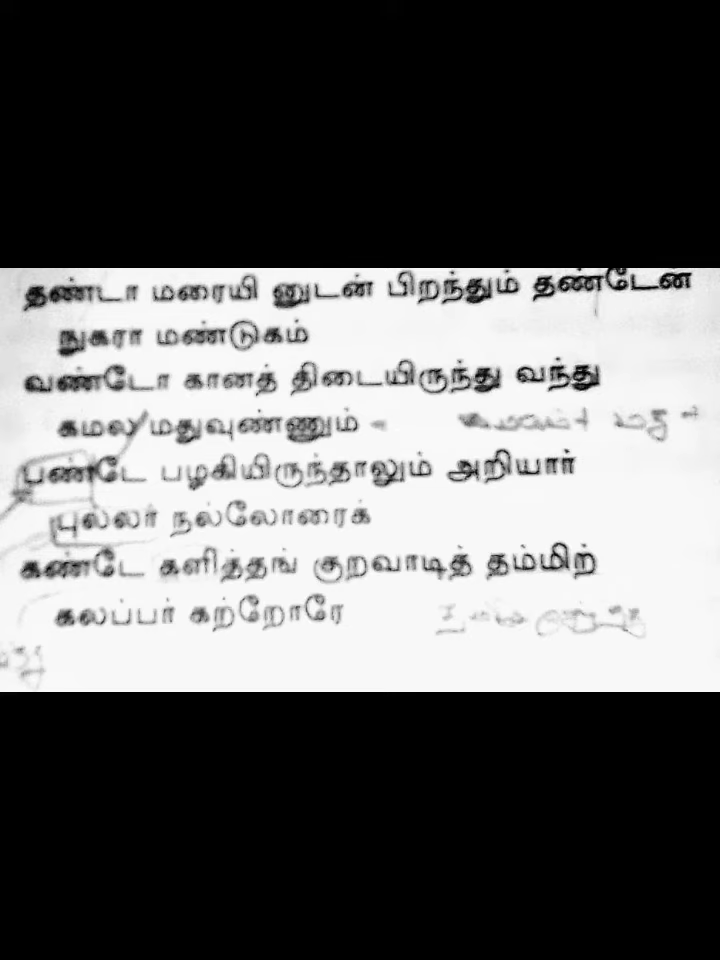 தண்டா மரையி னுடன் பிறந்தும் தண்டேன
நுகரா மண்டுகம்
வண்டோ கானத் திடையிருந்து வந்து
கமல மதுவுண்ணும்
பண்டே பழகியிருந்தாலும் அறியார்
புல்லர் நல்லோரைக்
கண்டே களித்தங் குறவாடித் தம்மிற்
கலப்பர் கற்றோரே